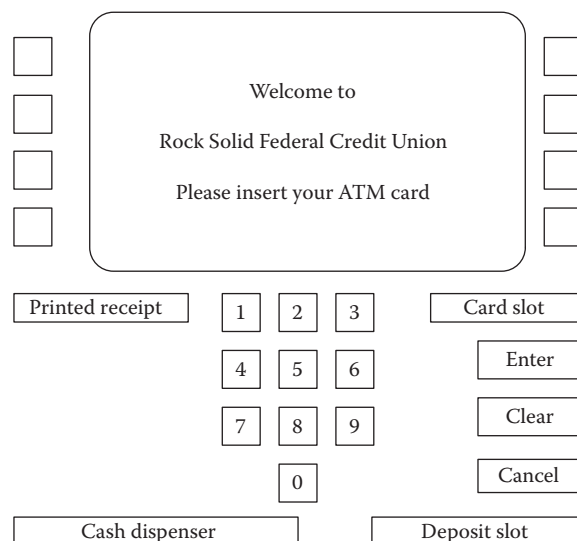 Welcome to
Rock Solid Federal Credit Union
Please insert your ATM card
Printed receipt
1 2 3
Card slot
4 5 6
Enter
7 8 9
Clear
0
Cancel
Cash dispenser
Deposit slot